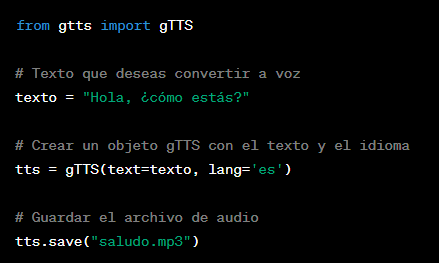 from gtts import gTTS
# Texto que deseas convertir a voz
texto = "Hola, ¿cómo estás?"
# Crear un objeto gTTS con el texto y el idioma
tts = gTTS(text=texto, lang='es')
# Guardar el archivo de audio
tts.save("saludo.mp3")